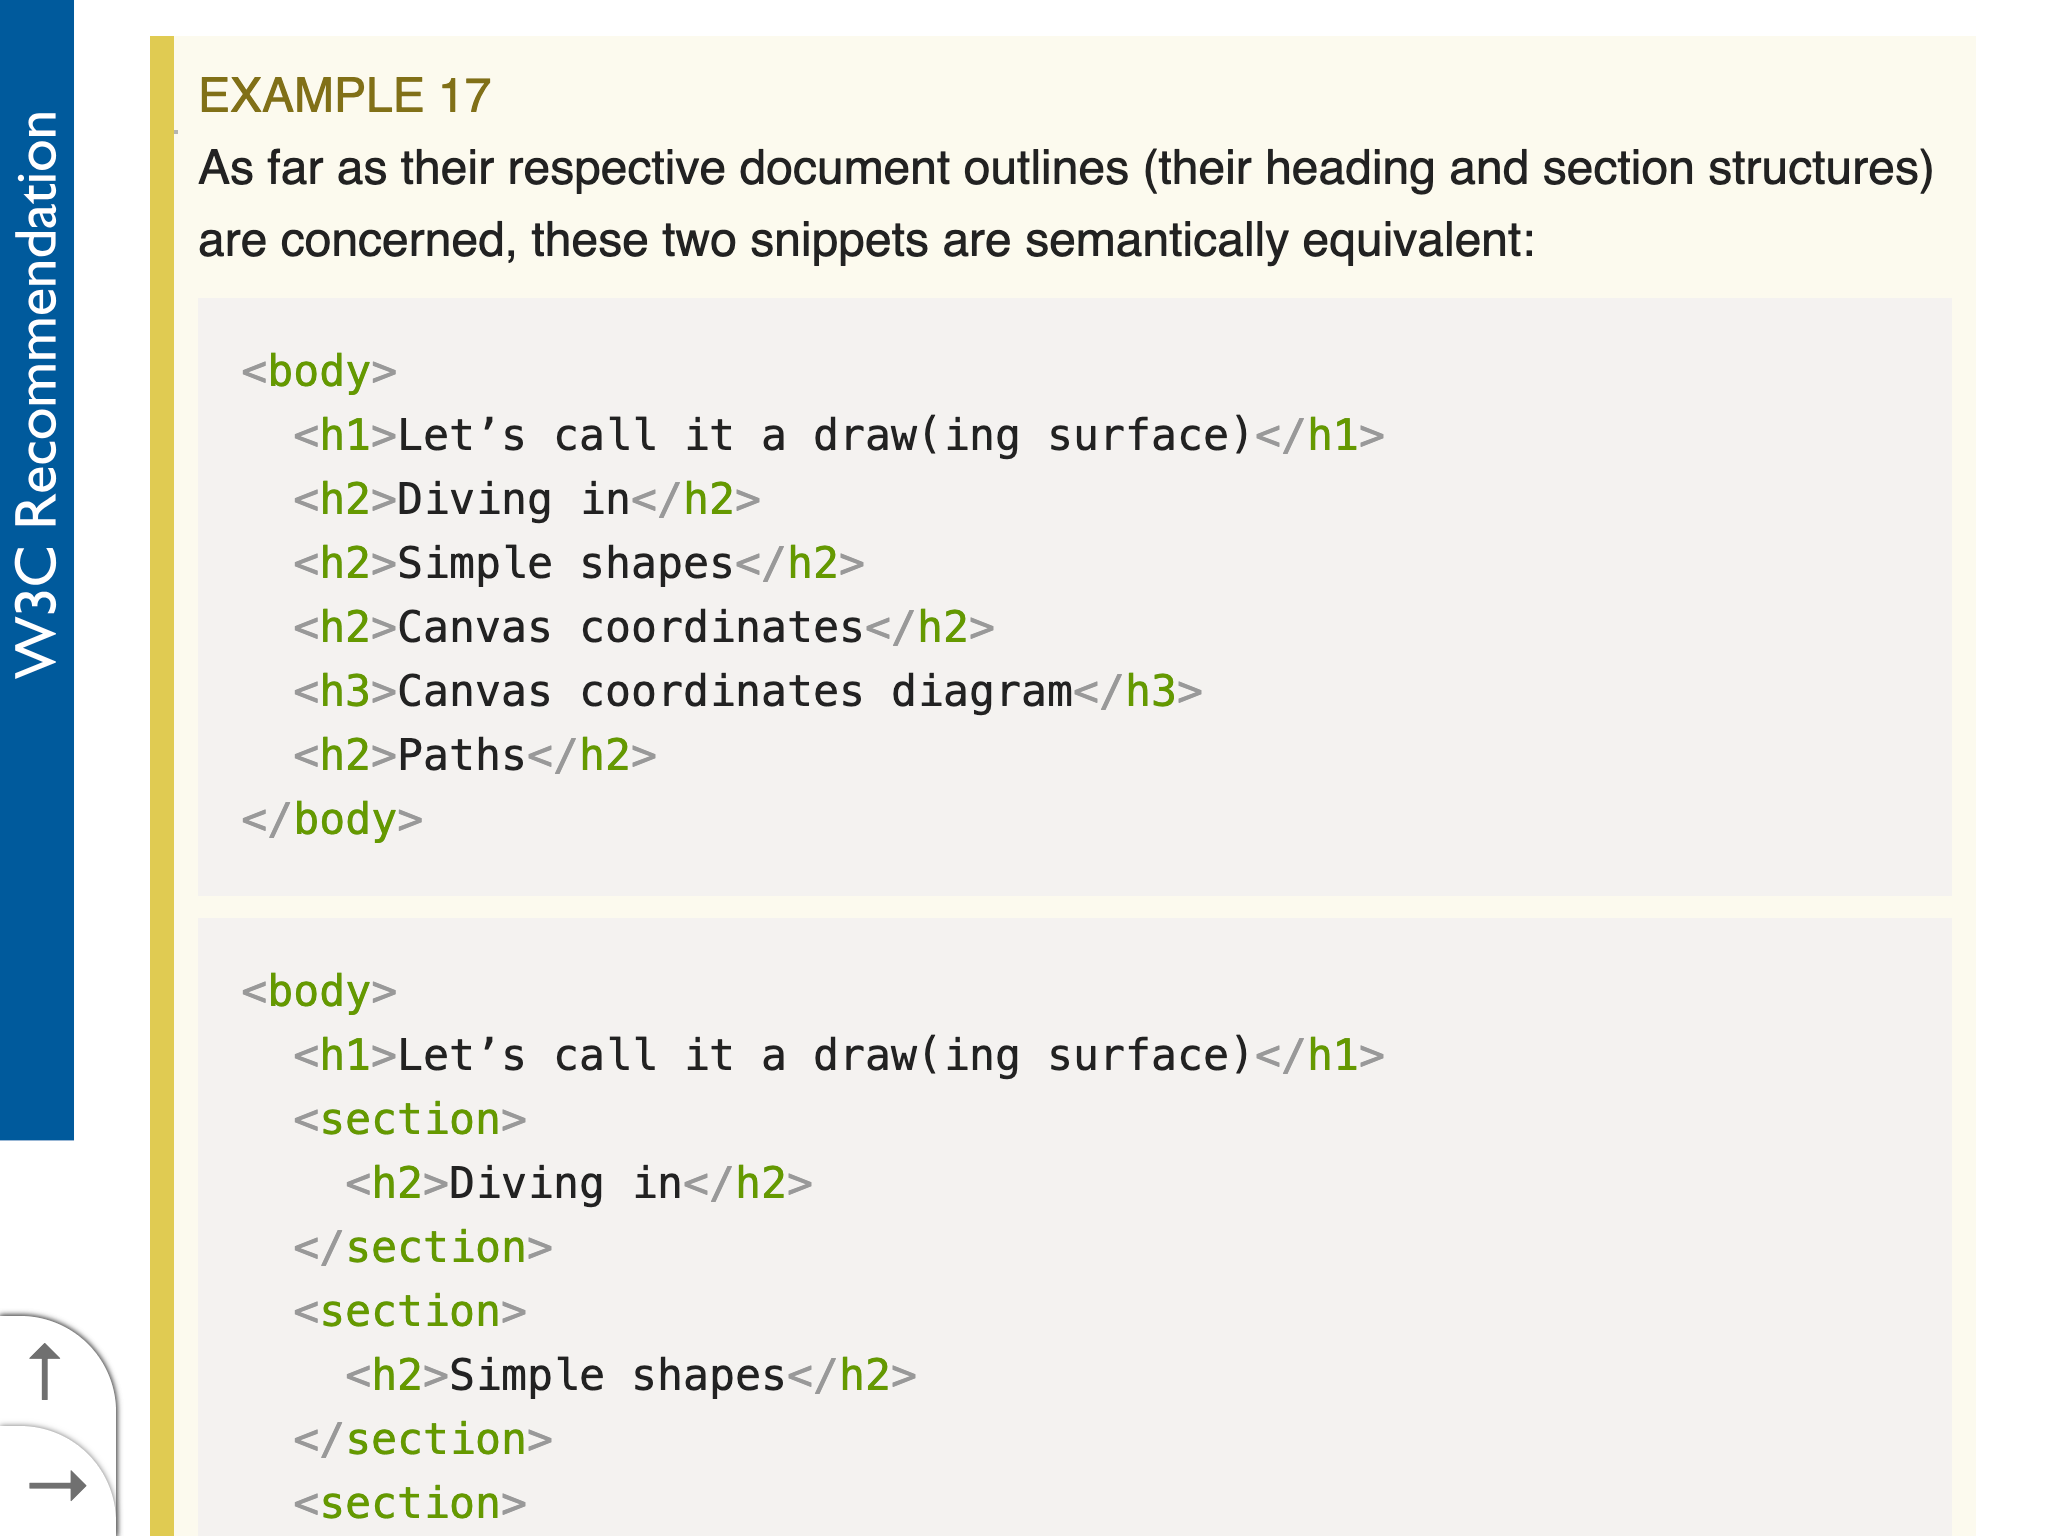 W3C Recommendation
EXAMPLE 17
As far as their respective document outlines (their heading and section structures)
are concerned, these two snippets are semantically equivalent:
<body>
  <h1>Let’s call it a draw(ing surface)</h1>
  <h2>Diving in</h2>
  <h2>Simple shapes</h2>
  <h2>Canvas coordinates</h2>
  <h3>Canvas coordinates diagram</h3>
  <h2>Paths</h2>
</body>
<body>
  <h1>Let’s call it a draw(ing surface)</h1>
  <section>
    <h2>Diving in</h2>
  </section>
  <section>
    <h2>Simple shapes</h2>
  </section>
  <section>